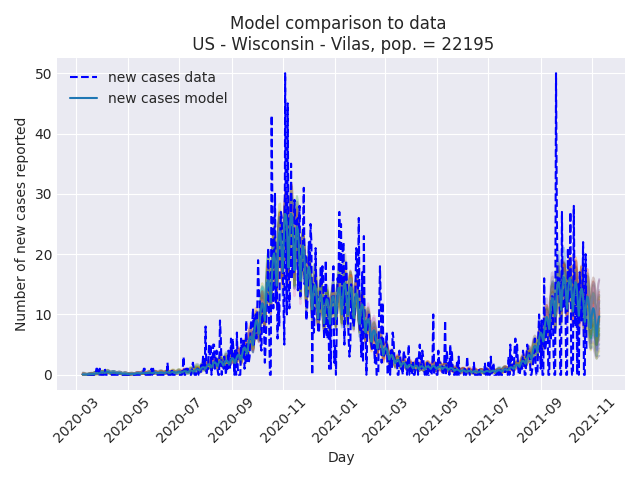 Model comparison to data
US - Wisconsin - Vilas, pop. = 22195
new cases data
new cases model
Number of new cases reported
50
40
30
20
10
0
2020-03
2020-05
2020-07
2020-09
2020-11
2021-01
2021-03
2021-05
2021-07
2021-09
2021-11
Day